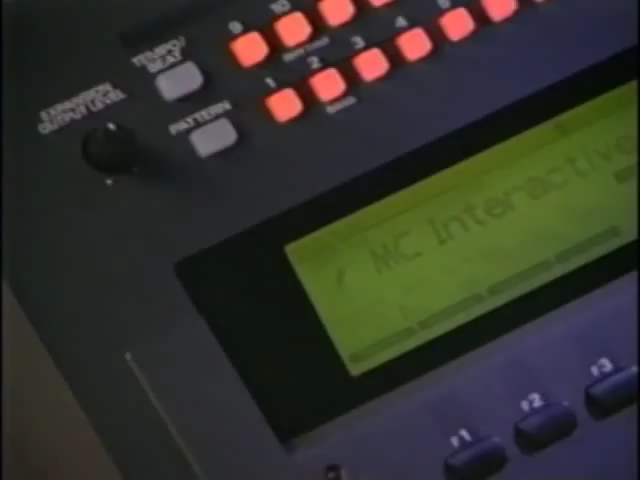 9 10
TEMPO/
BEAT
1 2 3 4
EXPANSION
OUTPUT LEVEL
PATTERN
MC Interactive
F1 F2 F3